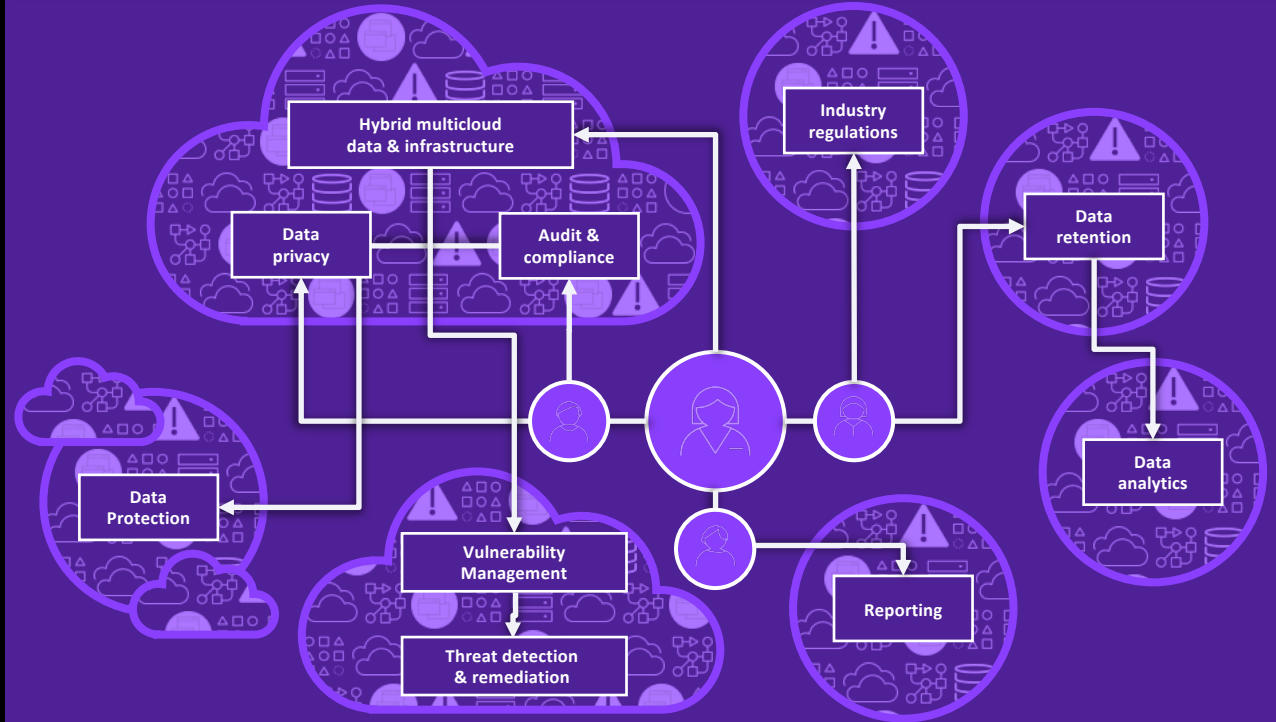 Hybrid multicloud
data & infrastructure
Industry
regulations
Data
retention
Data
privacy
Audit &
compliance
Data
analytics
Data
Protection
Vulnerability
Management
Reporting
Threat detection
& remediation